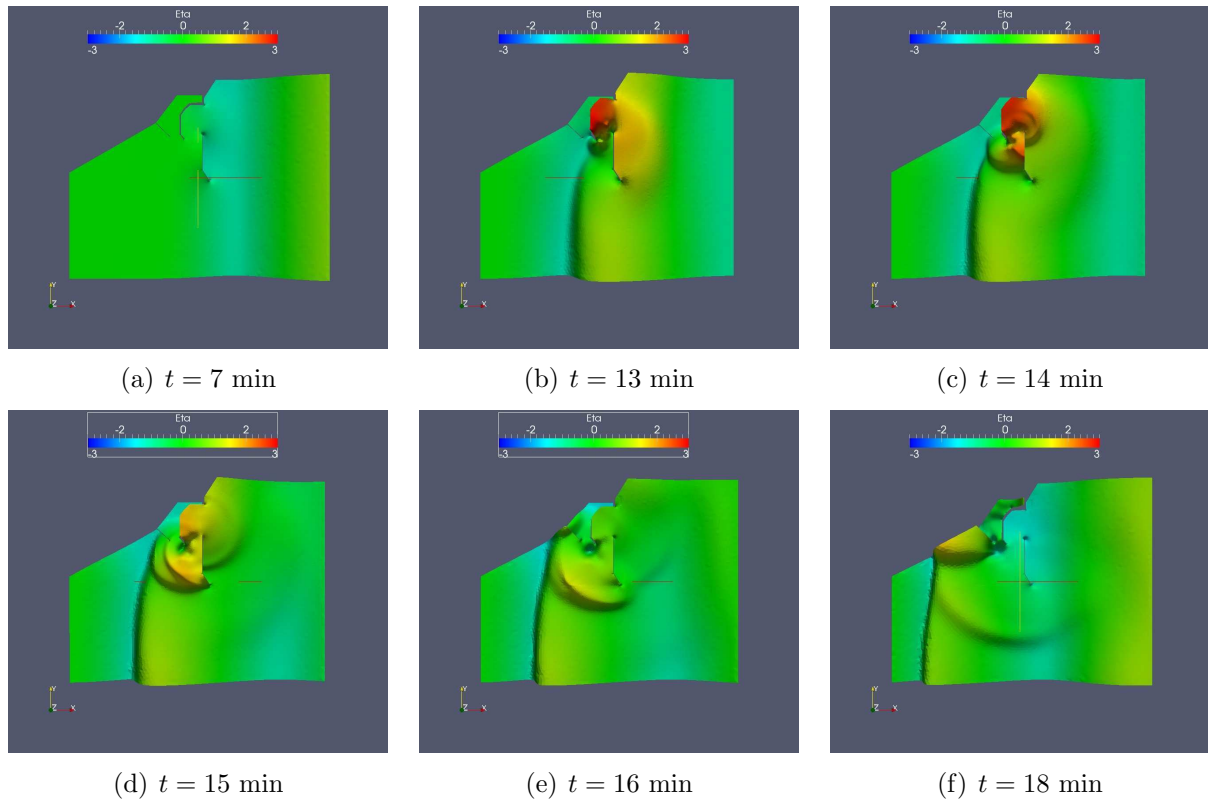 Eta
-2 0 2
-3 3
Y
Z X
(a) t = 7 min
Eta
-2 0 2
-3 3
Y
Z X
(b) t = 13 min
Eta
-2 0 2
-3 3
Y
Z X
(c) t = 14 min
Eta
-2 0 2
-3 3
Y
Z X
(d) t = 15 min
Eta
-2 0 2
-3 3
Y
Z X
(e) t = 16 min
Eta
-2 0 2
-3 3
Y
Z X
(f) t = 18 min